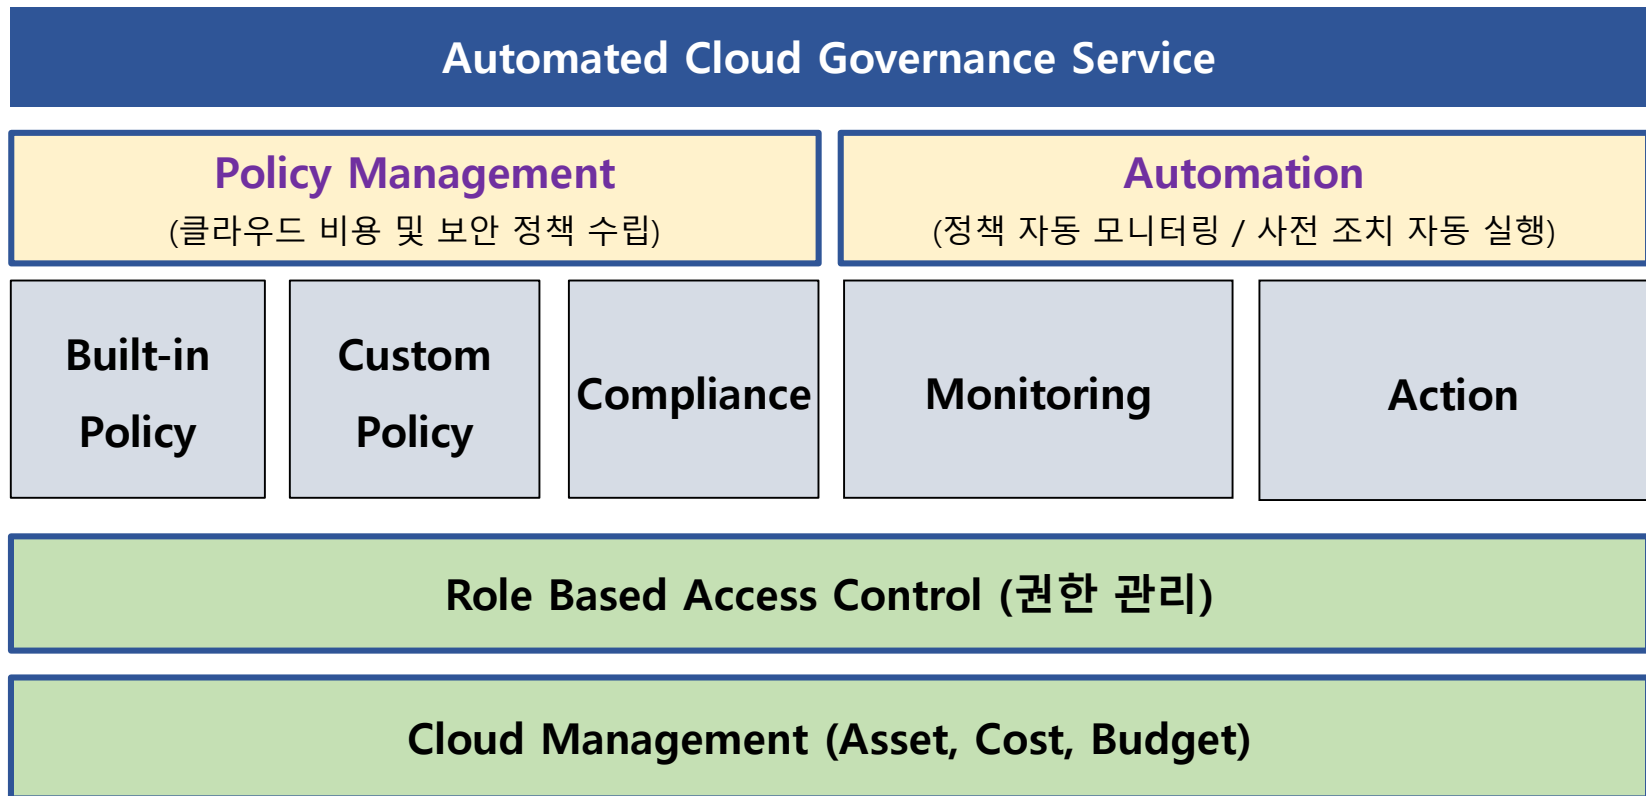 Automated Cloud Governance Service
Policy Management
(클라우드 비용 및 보안 정책 수립)
Automation
(정책 자동 모니터링 / 사전 조치 자동 실행)
Built-in
Policy
Custom
Policy
Compliance
Monitoring
Action
Role Based Access Control (권한 관리)
Cloud Management (Asset, Cost, Budget)